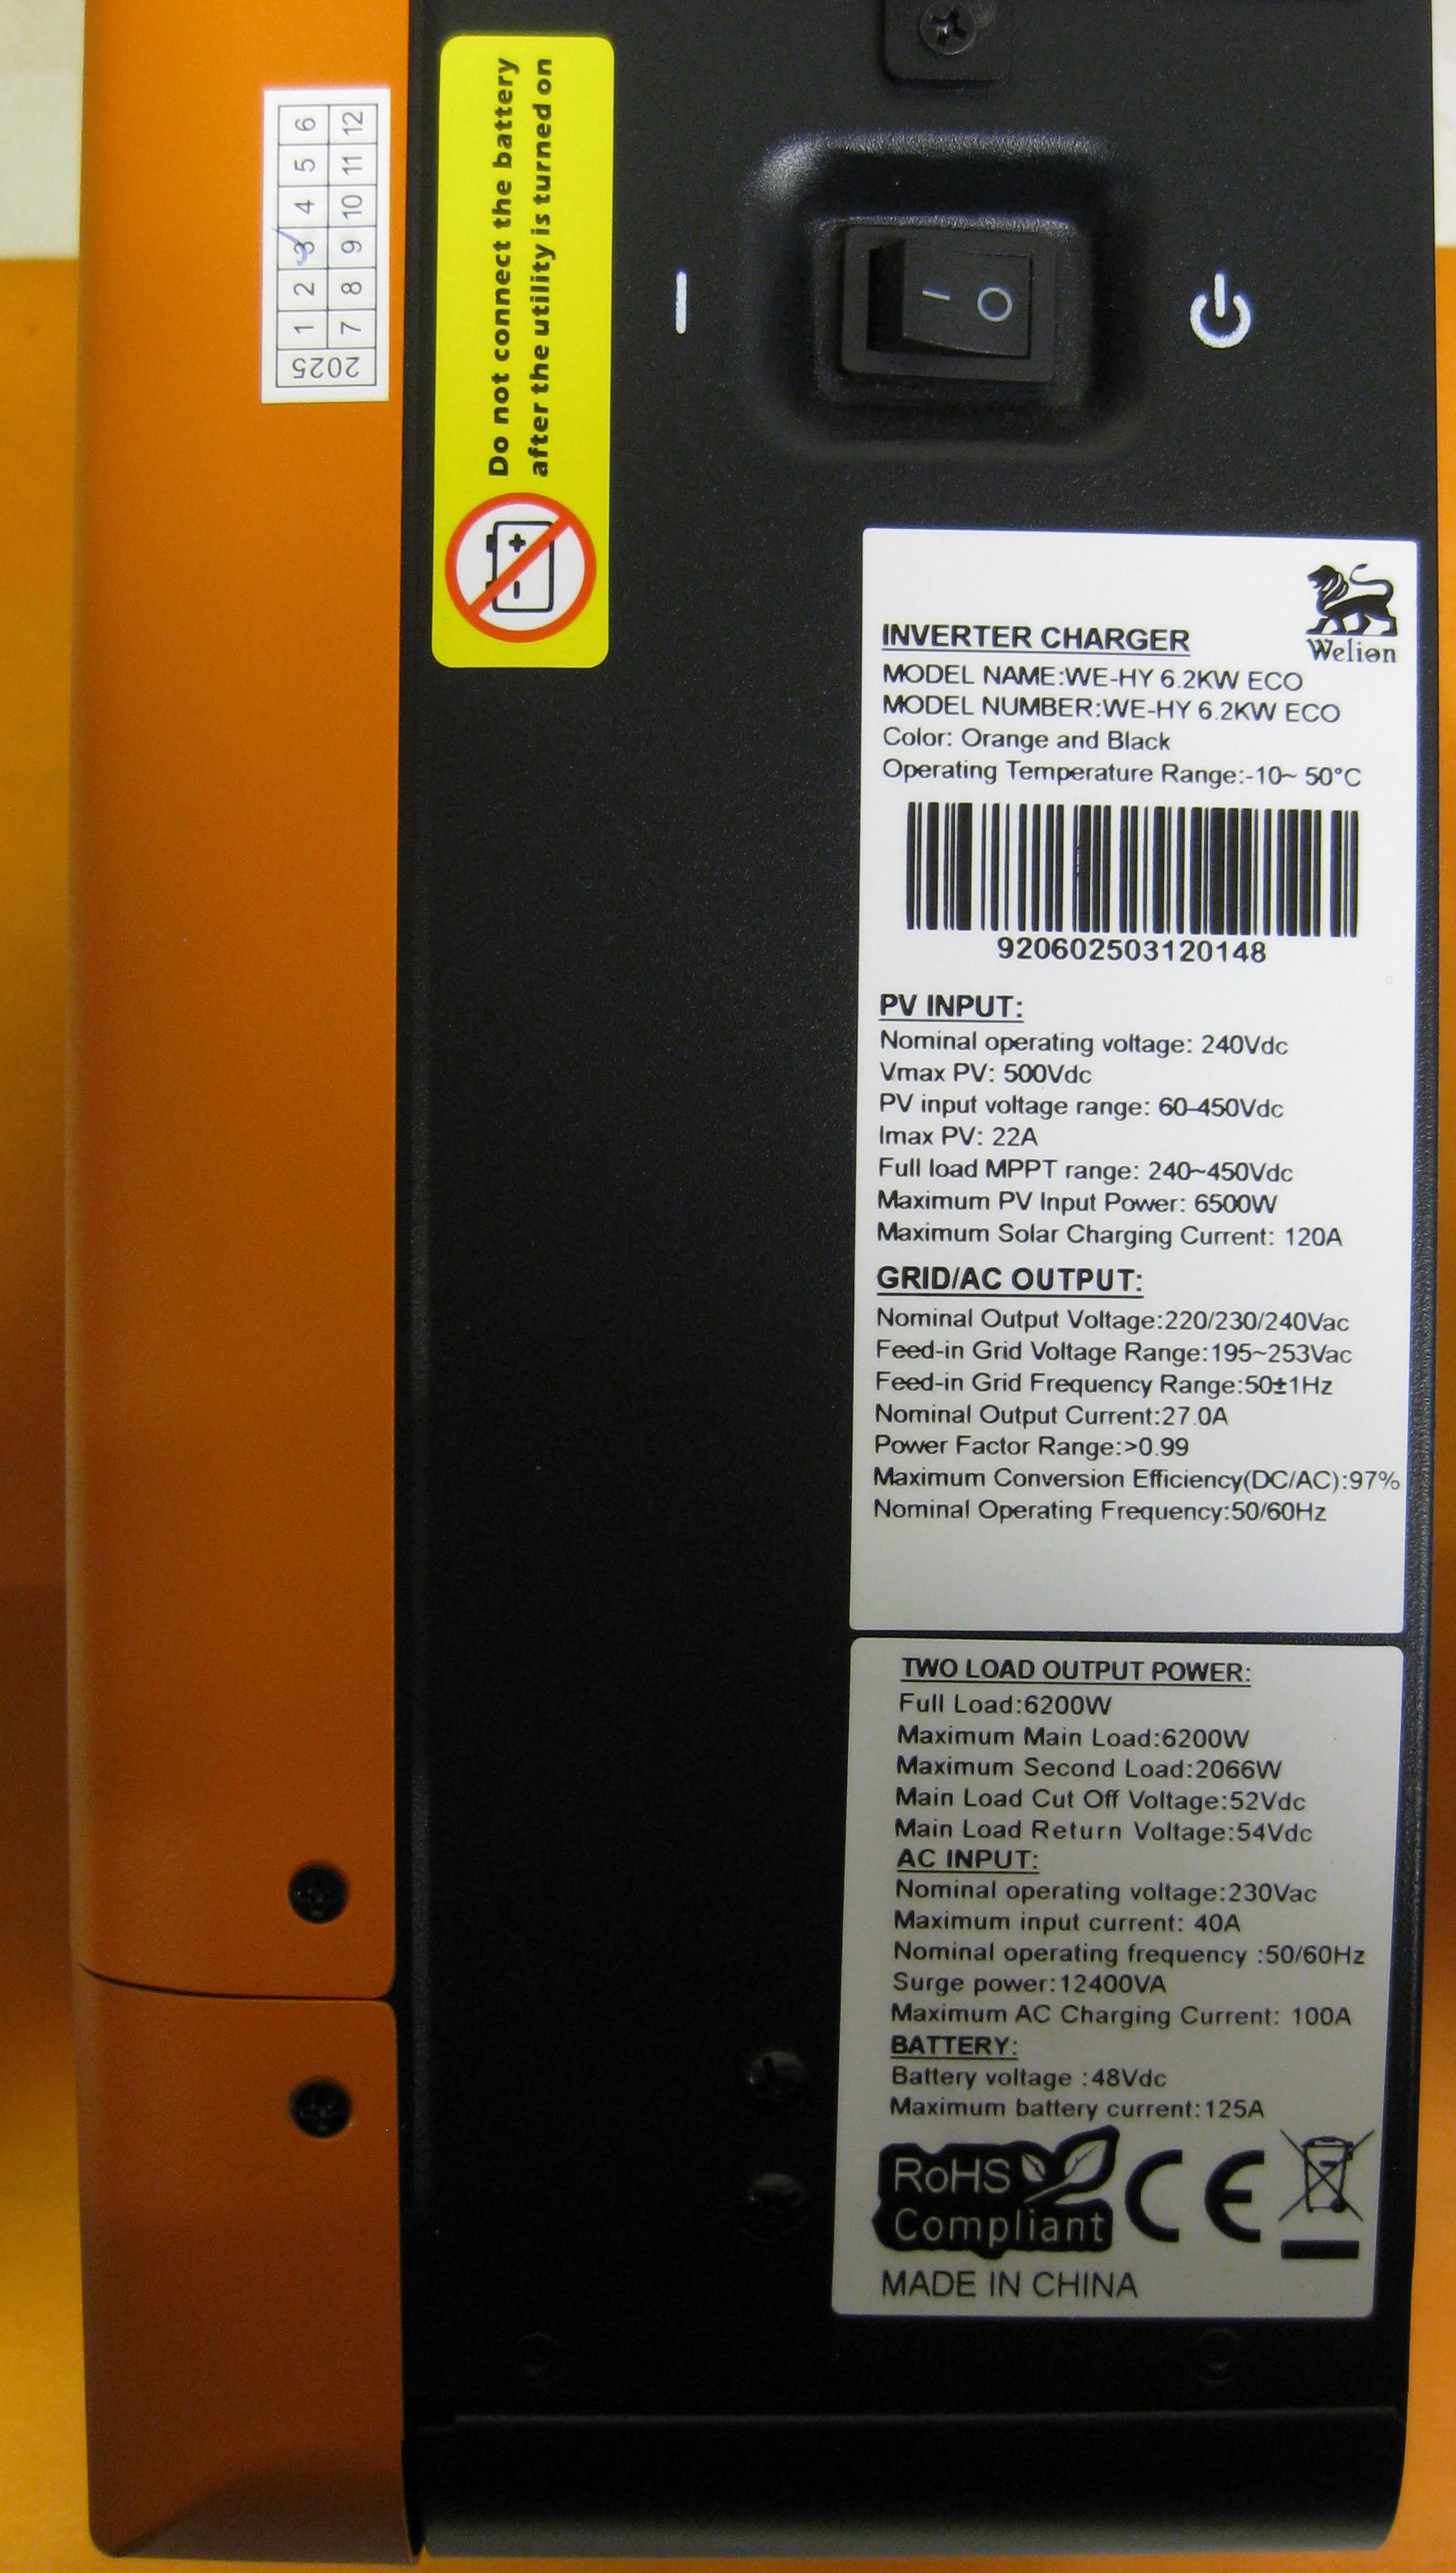 1 2 3 4 5 6
7 8 9 10 11 12
2025
Do not connect the battery
after the utility is turned on
Welion
INVERTER CHARGER
MODEL NAME:WE-HY 6.2KW ECO
MODEL NUMBER:WE-HY 6.2KW ECO
Color: Orange and Black
Operating Temperature Range:-10~ 50°C
920602503120148
PV INPUT:
Nominal operating voltage: 240Vdc
Vmax PV: 500Vdc
PV input voltage range: 60-450Vdc
Imax PV: 22A
Full load MPPT range: 240~450Vdc
Maximum PV Input Power: 6500W
Maximum Solar Charging Current: 120A
GRID/AC OUTPUT:
Nominal Output Voltage:220/230/240Vac
Feed-in Grid Voltage Range:195~253Vac
Feed-in Grid Frequency Range:50±1Hz
Nominal Output Current:27.0A
Power Factor Range:>0.99
Maximum Conversion Efficiency(DC/AC):97%
Nominal Operating Frequency:50/60Hz
TWO LOAD OUTPUT POWER:
Full Load:6200W
Maximum Main Load:6200W
Maximum Second Load:2066W
Main Load Cut Off Voltage:52Vdc
Main Load Return Voltage:54Vdc
AC INPUT:
Nominal operating voltage:230Vac
Maximum input current: 40A
Nominal operating frequency :50/60Hz
Surge power:12400VA
Maximum AC Charging Current: 100A
BATTERY:
Battery voltage :48Vdc
Maximum battery current:125A
RoHS
Compliant
CE
MADE IN CHINA